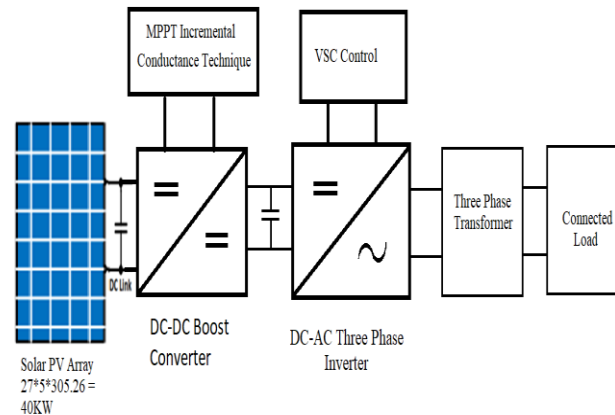 MPPT Incremental
Conductance Technique
VSC Control
DC Link
Three Phase
Transformer
Connected
Load
DC-DC Boost
Converter
DC-AC Three Phase
Inverter
Solar PV Array
27*5*305.26 =
40KW